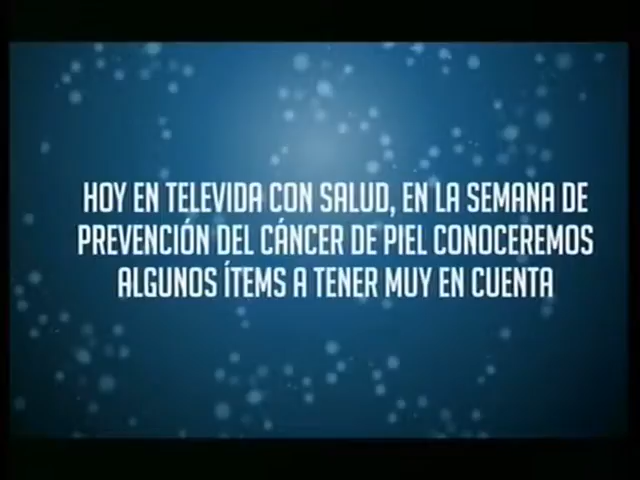 HOY EN TELEVIDA CON SALUD, EN LA SEMANA DE
PREVENCIÓN DEL CÁNCER DE PIEL CONOCEREMOS
ALGUNOS ÍTEMS A TENER MUY EN CUENTA